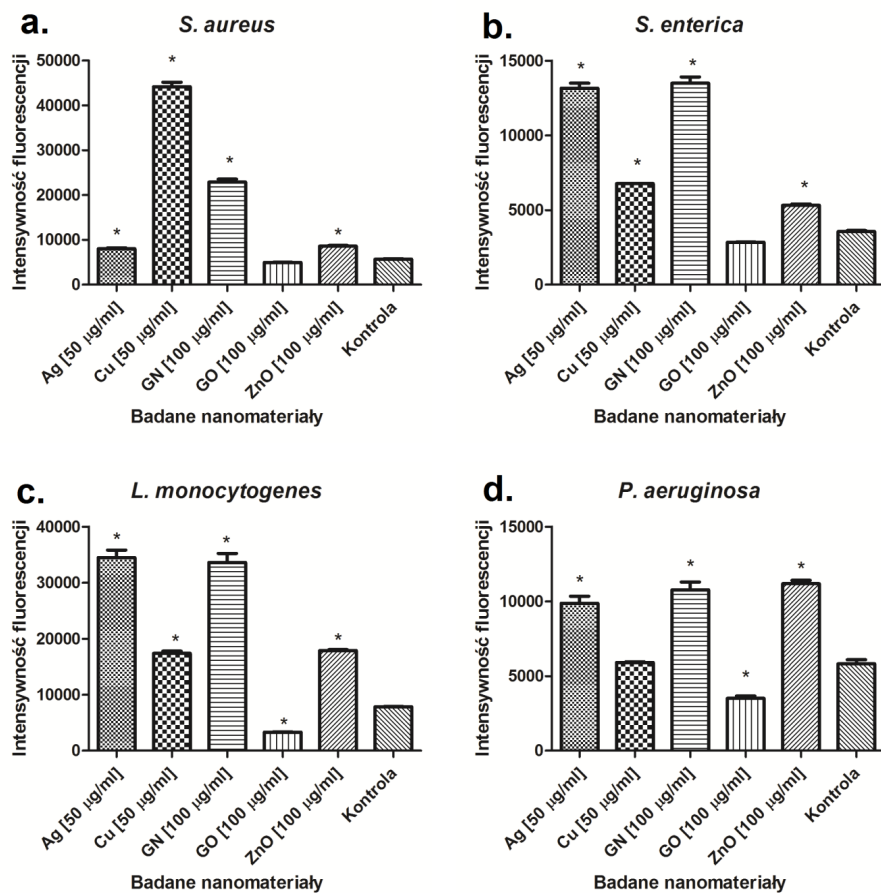 a.
S. aureus
Intensywność fluorescencji
50000
40000
30000
20000
10000
0
*
*
*
*
Ag [50 µg/ml]
Cu [50 µg/ml]
GN [100 µg/ml]
GO [100 µg/ml]
ZnO [100 µg/ml]
Kontrola
Badane nanomateriały
b.
S. enterica
Intensywność fluorescencji
15000
10000
5000
0
*
*
*
*
Ag [50 µg/ml]
Cu [50 µg/ml]
GN [100 µg/ml]
GO [100 µg/ml]
ZnO [100 µg/ml]
Kontrola
Badane nanomateriały
c.
L. monocytogenes
Intensywność fluorescencji
40000
30000
20000
10000
0
*
*
*
*
*
Ag [50 µg/ml]
Cu [50 µg/ml]
GN [100 µg/ml]
GO [100 µg/ml]
ZnO [100 µg/ml]
Kontrola
Badane nanomateriały
d.
P. aeruginosa
Intensywność fluorescencji
15000
10000
5000
0
*
*
*
*
Ag [50 µg/ml]
Cu [50 µg/ml]
GN [100 µg/ml]
GO [100 µg/ml]
ZnO [100 µg/ml]
Kontrola
Badane nanomateriały